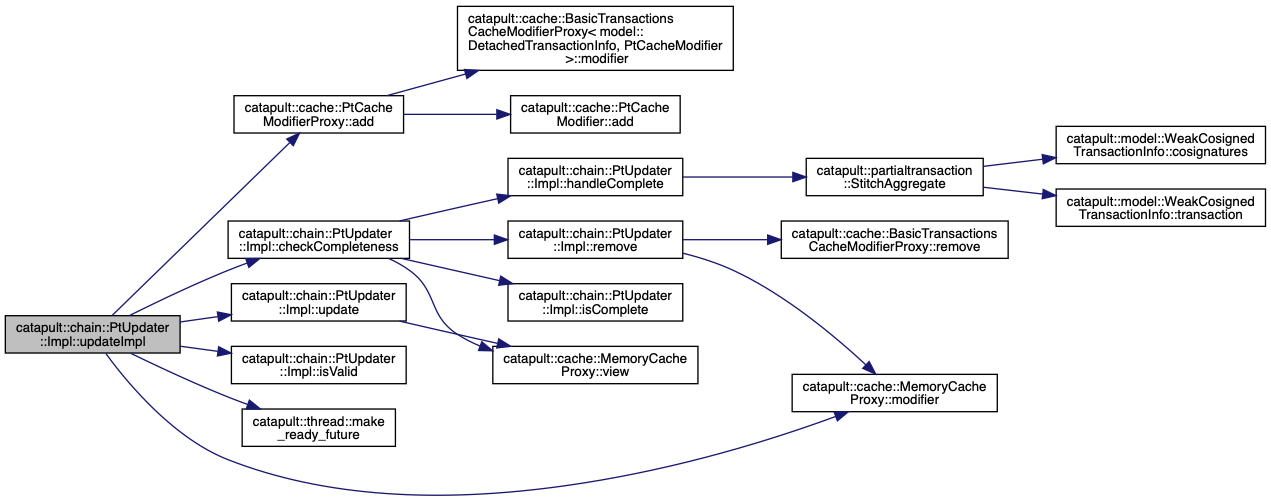 catapult::cache::BasicTransactions
CacheModifierProxy< model::
DetachedTransactionInfo, PtCacheModifier
>::modifier
catapult::cache::PtCache
ModifierProxy::add
catapult::cache::PtCache
Modifier::add
catapult::model::WeakCosigned
TransactionInfo::cosignatures
catapult::chain::PtUpdater
::Impl::handleComplete
catapult::partialtransaction
::StitchAggregate
catapult::model::WeakCosigned
TransactionInfo::transaction
catapult::chain::PtUpdater
::Impl::checkCompleteness
catapult::chain::PtUpdater
::Impl::remove
catapult::cache::BasicTransactions
CacheModifierProxy::remove
catapult::chain::PtUpdater
::Impl::update
catapult::chain::PtUpdater
::Impl::isComplete
catapult::chain::PtUpdater
::Impl::updateImpl
catapult::chain::PtUpdater
::Impl::isValid
catapult::cache::MemoryCache
Proxy::view
catapult::cache::MemoryCache
Proxy::modifier
catapult::thread::make
_ready_future